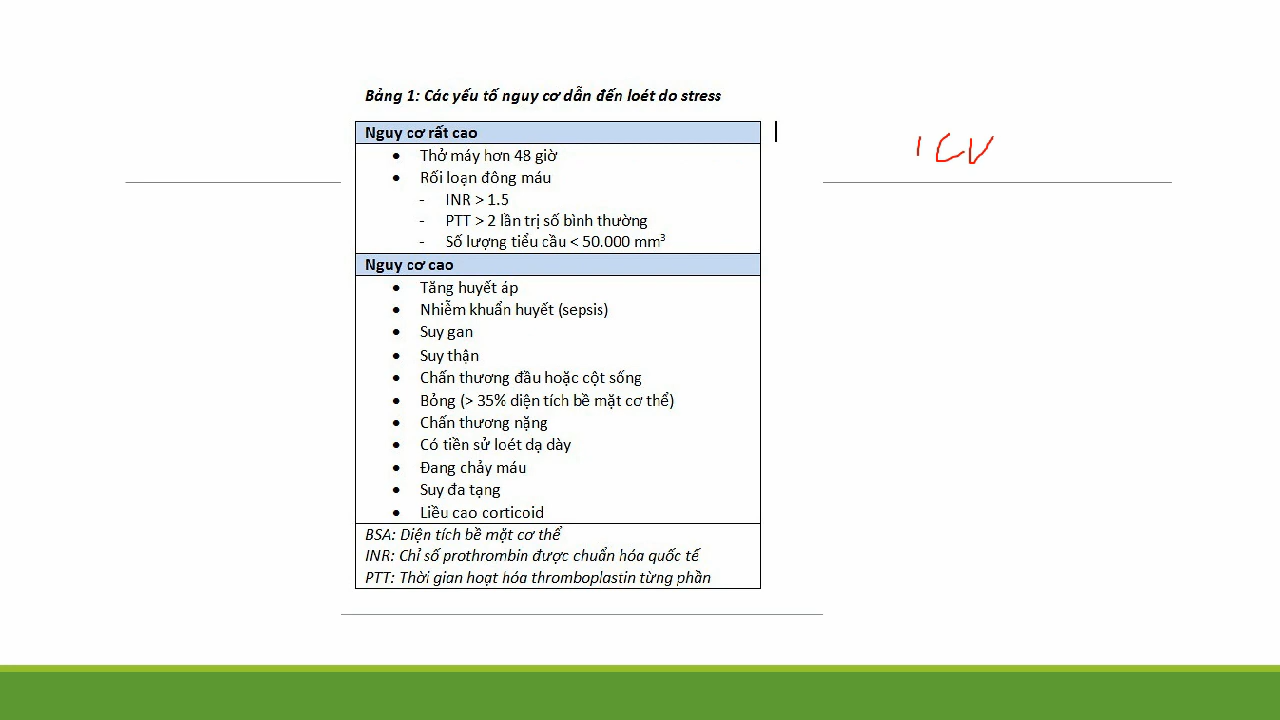 Bảng 1: Các yếu tố nguy cơ dẫn đến loét do stress
Nguy cơ rất cao
• Thở máy hơn 48 giờ
• Rối loạn đông máu
- INR > 1.5
- PTT > 2 lần trị số bình thường
- Số lượng tiểu cầu < 50.000 mm³
Nguy cơ cao
• Tăng huyết áp
• Nhiễm khuẩn huyết (sepsis)
• Suy gan
• Suy thận
• Chấn thương đầu hoặc cột sống
• Bỏng (> 35% diện tích bề mặt cơ thể)
• Chấn thương nặng
• Có tiền sử loét dạ dày
• Đang chảy máu
• Suy đa tạng
• Liều cao corticoid
BSA: Diện tích bề mặt cơ thể
INR: Chỉ số prothrombin được chuẩn hóa quốc tế
PTT: Thời gian hoạt hóa thromboplastin từng phần
ICU